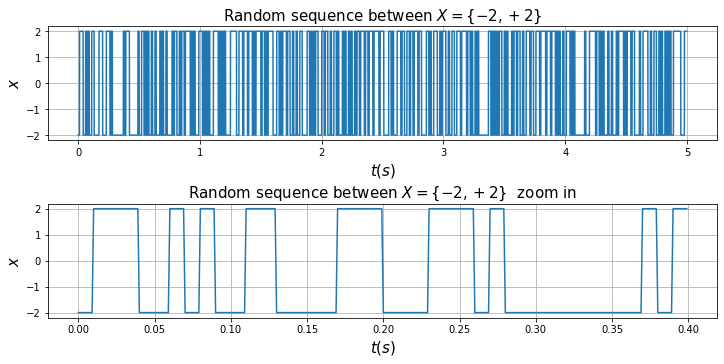 Random sequence between X = {−2, +2}
2
1
0
−1
−2
x
0 1 2 3 4 5
t(s)
Random sequence between X = {−2, +2} zoom in
2
1
0
−1
−2
x
0.00 0.05 0.10 0.15 0.20 0.25 0.30 0.35 0.40
t(s)